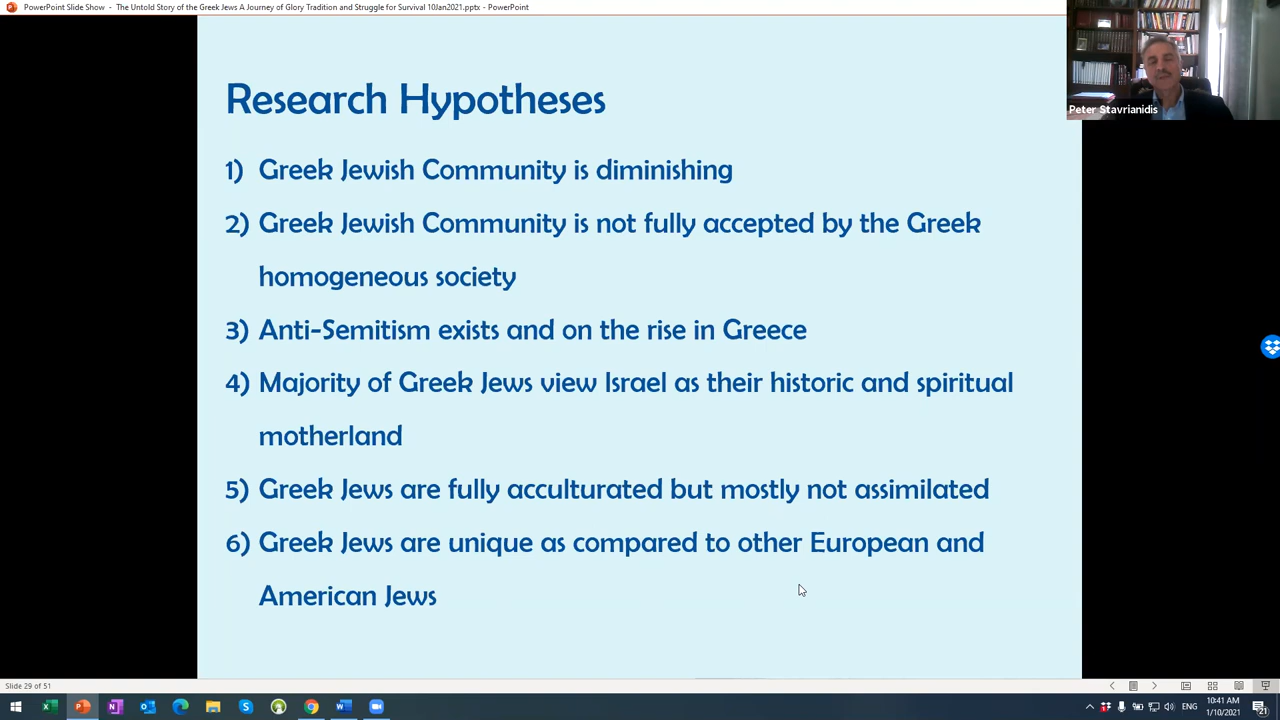 PowerPoint Slide Show - The Untold Story of the Greek Jews A Journey of Glory Tradition and Struggle for Survival 10Jan2021.pptx - PowerPoint
Peter Stavrianidis
Research Hypotheses
1) Greek Jewish Community is diminishing
2) Greek Jewish Community is not fully accepted by the Greek
homogeneous society
3) Anti-Semitism exists and on the rise in Greece
4) Majority of Greek Jews view Israel as their historic and spiritual
motherland
5) Greek Jews are fully acculturated but mostly not assimilated
6) Greek Jews are unique as compared to other European and
American Jews
Slide 29 of 51
ENG
10:41 AM
1/10/2021
21